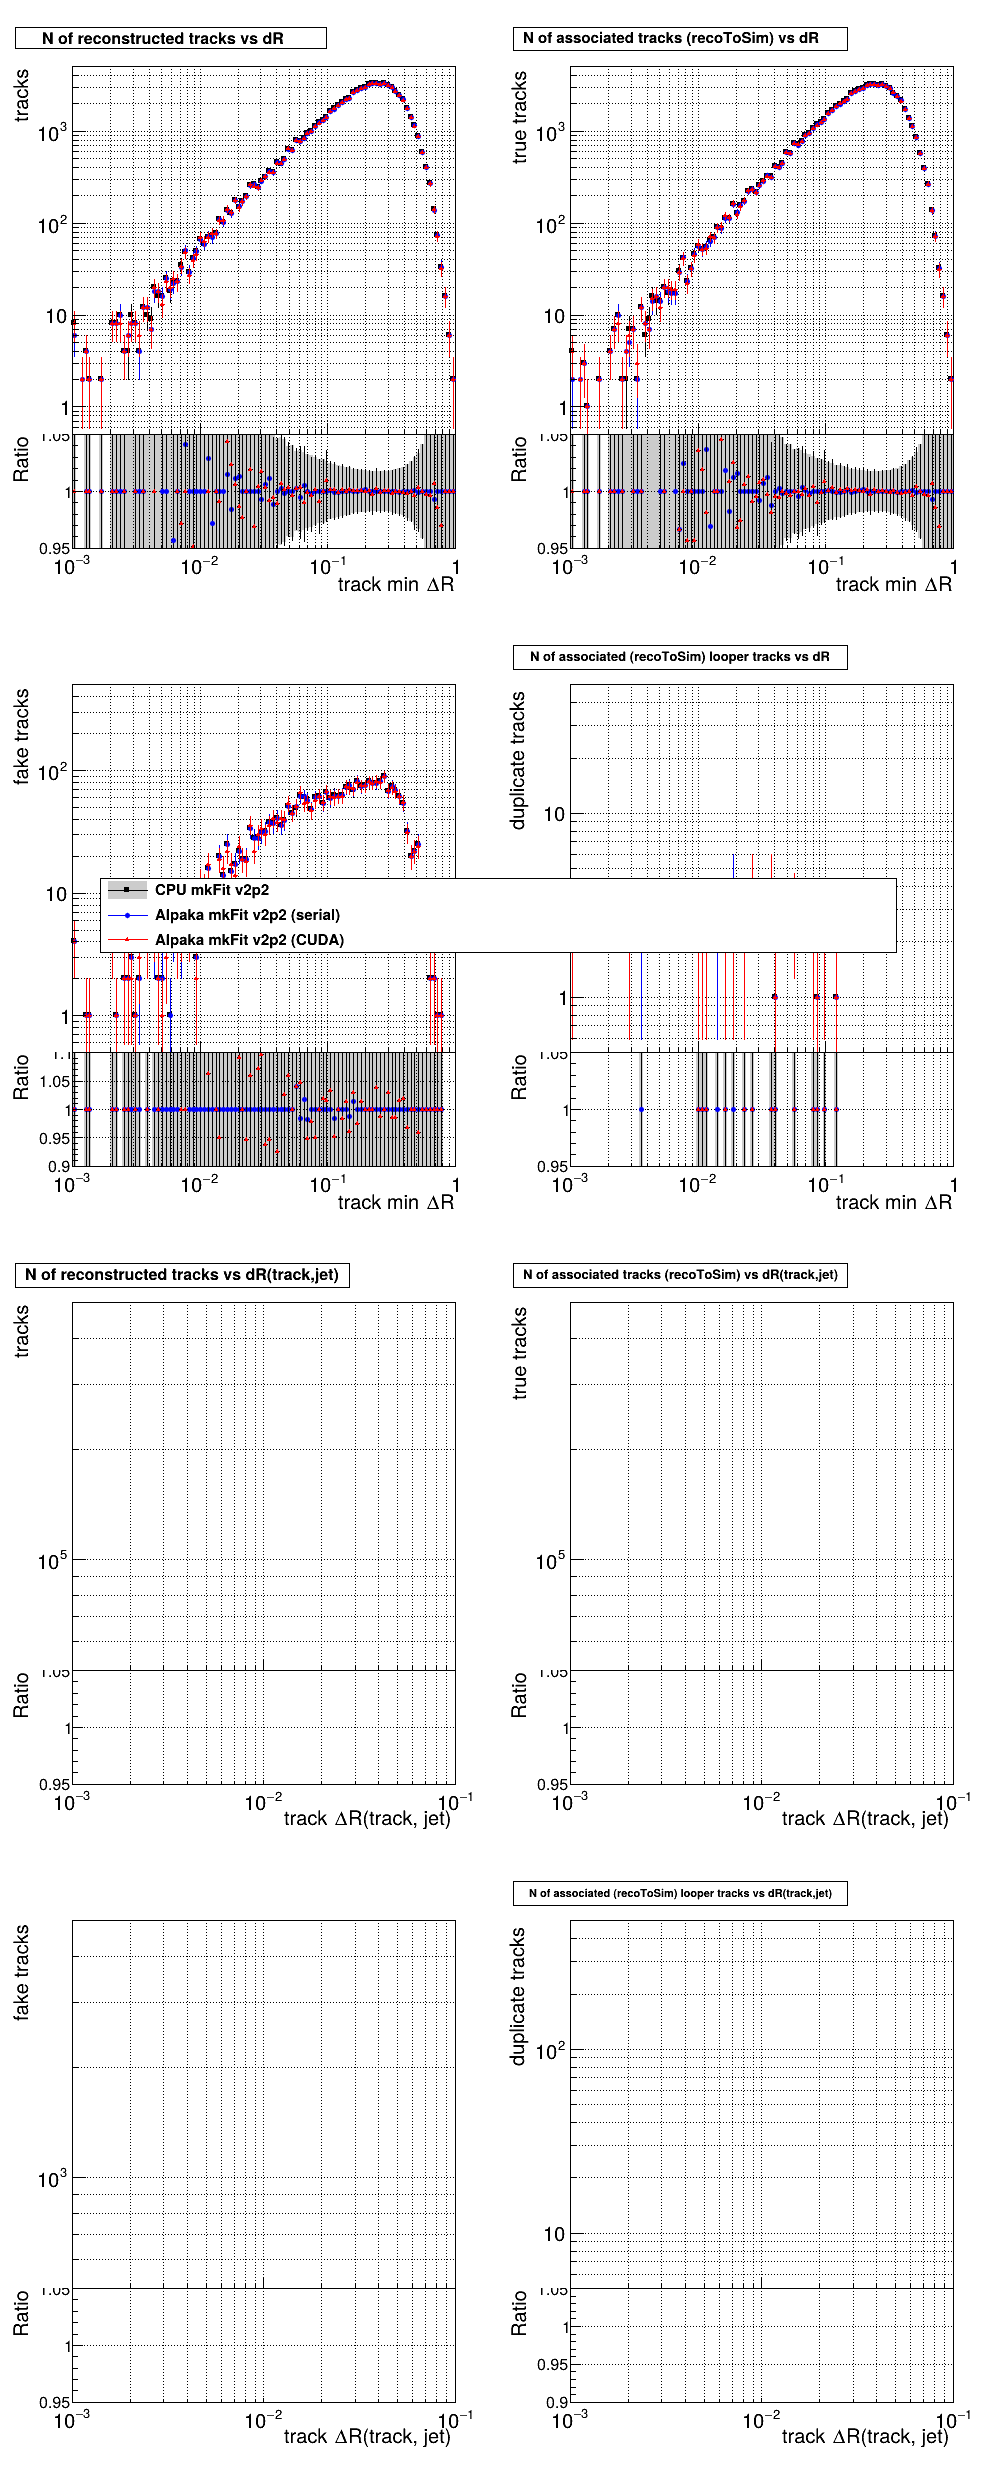 N of reconstructed tracks vs dR
tracks
10³
10²
10
1
Ratio
1.05
1
0.95
10⁻³ 10⁻² 10⁻¹ 1
track min ΔR
N of associated tracks (recoToSim) vs dR
true tracks
10³
10²
10
1
Ratio
1.05
1
0.95
10⁻³ 10⁻² 10⁻¹ 1
track min ΔR
fake tracks
10²
10
1
Ratio
1.1
1.05
1
0.95
0.9
10⁻³ 10⁻² 10⁻¹ 1
track min ΔR
N of associated (recoToSim) looper tracks vs dR
duplicate tracks
10
1
Ratio
1.05
1
0.95
10⁻³ 10⁻² 10⁻¹ 1
track min ΔR
CPU mkFit v2p2
Alpaka mkFit v2p2 (serial)
Alpaka mkFit v2p2 (CUDA)
N of reconstructed tracks vs dR(track,jet)
tracks
10⁵
Ratio
1.05
1
0.95
10⁻³ 10⁻² 10⁻¹
track ΔR(track, jet)
N of associated tracks (recoToSim) vs dR(track,jet)
true tracks
10⁵
Ratio
1.05
1
0.95
10⁻³ 10⁻² 10⁻¹
track ΔR(track, jet)
fake tracks
10³
Ratio
1.05
1
0.95
10⁻³ 10⁻² 10⁻¹
track ΔR(track, jet)
N of associated (recoToSim) looper tracks vs dR(track,jet)
duplicate tracks
10²
10
Ratio
1.05
1
0.95
0.9
10⁻³ 10⁻² 10⁻¹
track ΔR(track, jet)